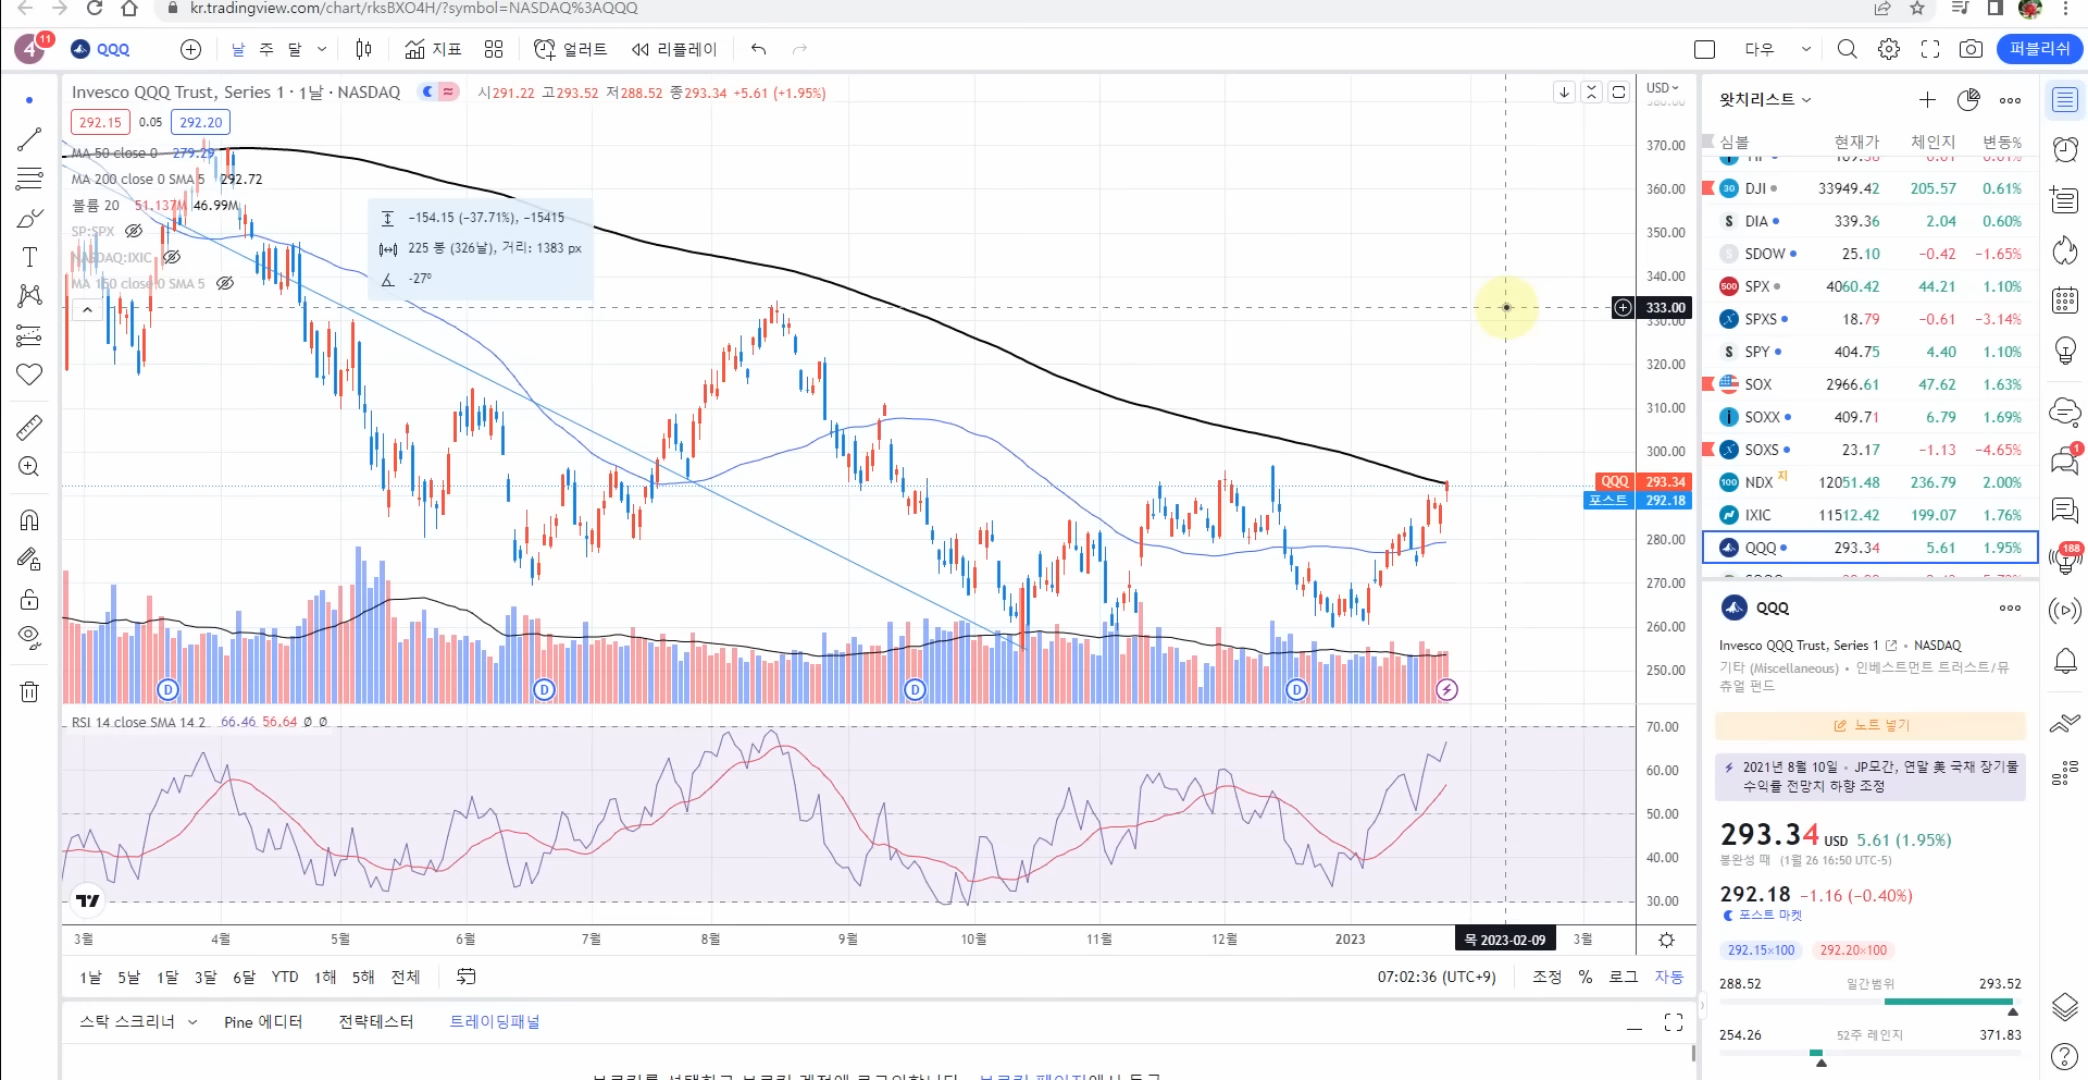 kr.tradingview.com/chart/rksBXO4H/?symbol=NASDAQ%3AQQQ
4 11 QQQ 날 주 달 지표 얼러트 리플레이 다우 퍼블리쉬
Invesco QQQ Trust, Series 1 · 1날 · NASDAQ 시291.22 고293.52 저288.52 종293.34 +5.61 (+1.95%) USD
292.15 0.05 292.20
MA 50 close 0 279.29
MA 200 close 0 SMA 5 292.72
볼륨 20 51.137M 46.99M
SP:SPX
NASDAQ:IXIC
MA 150 close 0 SMA 5
-154.15 (-37.71%), -15415
225 봉 (326날), 거리: 1383 px
-27º
380.00
370.00
360.00
350.00
340.00
333.00
330.00
320.00
310.00
300.00
QQQ 293.34
포스트 292.18
280.00
270.00
260.00
250.00
D D D D
RSI 14 close SMA 14 2 66.46 56.64 ø ø
70.00
60.00
50.00
40.00
30.00
3월 4월 5월 6월 7월 8월 9월 10월 11월 12월 2023 목 2023-02-09 3월
1날 5날 1달 3달 6달 YTD 1해 5해 전체 07:02:36 (UTC+9) 조정 % 로그 자동
스탁 스크리너 Pine 에디터 전략테스터 트레이딩패널
왓치리스트
심볼 현재가 체인지 변동%
DJI 33949.42 205.57 0.61%
DIA 339.36 2.04 0.60%
SDOW 25.10 -0.42 -1.65%
SPX 4060.42 44.21 1.10%
SPXS 18.79 -0.61 -3.14%
SPY 404.75 4.40 1.10%
SOX 2966.61 47.62 1.63%
SOXX 409.71 6.79 1.69%
SOXS 23.17 -1.13 -4.65%
NDX 지 12051.48 236.79 2.00%
IXIC 11512.42 199.07 1.76%
QQQ 293.34 5.61 1.95%
QQQ
Invesco QQQ Trust, Series 1 • NASDAQ
기타 (Miscellaneous) • 인베스트먼트 트러스트/뮤
츄얼 펀드
노트 넣기
2021년 8월 10일 • JP모간, 연말 美 국채 장기물
수익률 전망치 하향 조정
293.34 USD 5.61 (1.95%)
봉완성 때 (1월 26 16:50 UTC-5)
292.18 -1.16 (-0.40%)
포스트 마켓
292.15×100 292.20×100
288.52 일간범위 293.52
254.26 52주 레인지 371.83
1
188